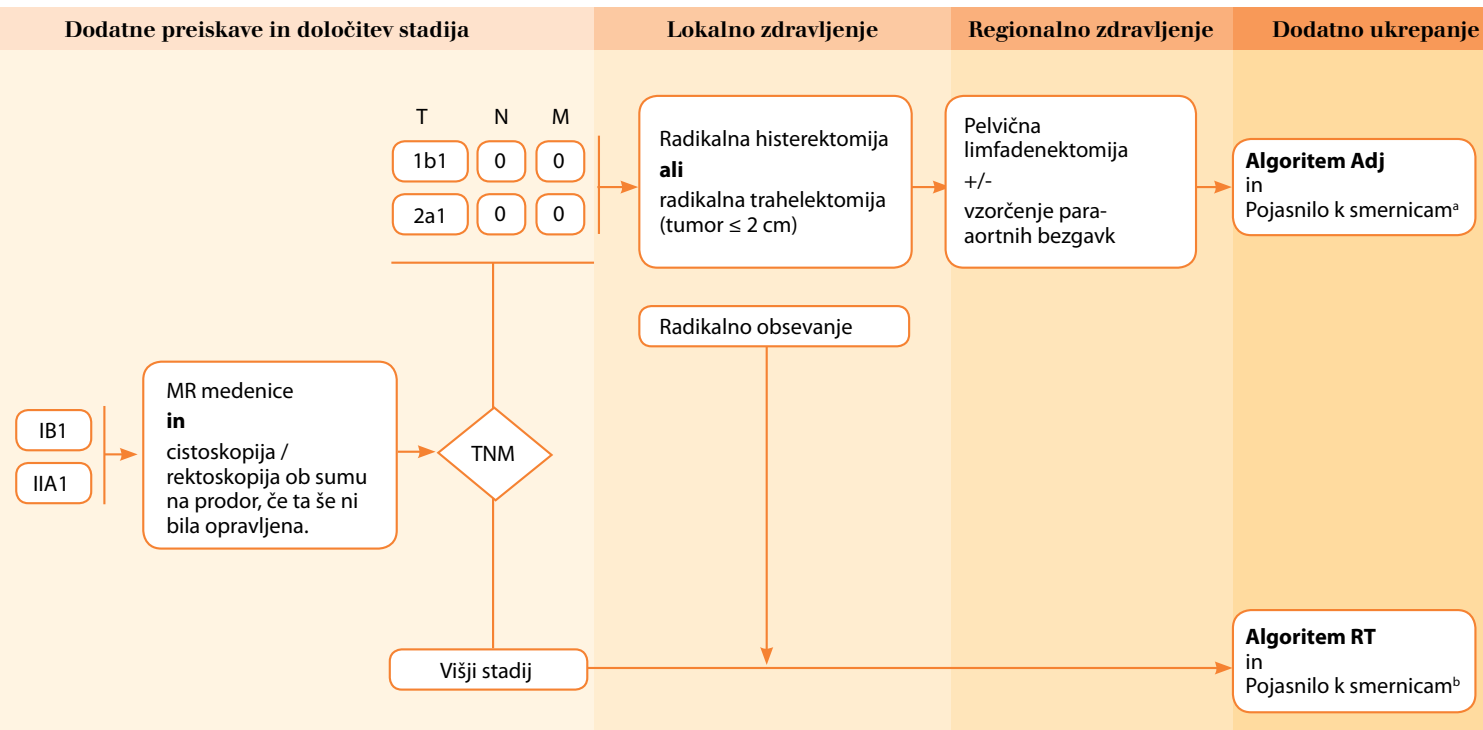 Dodatne preiskave in določitev stadija
Lokalno zdravljenje
Regionalno zdravljenje
Dodatno ukrepanje
T N M
1b1 0 0
2a1 0 0
Radikalna histerektomija
ali
radikalna trahelektomija
(tumor ≤ 2 cm)
Pelvična
limfadenektomija
+/-
vzorčenje para-
aortnih bezgavk
Algoritem Adj
in
Pojasnilo k smernicamᵃ
Radikalno obsevanje
IB1
IIA1
MR medenice
in
cistoskopija /
rektoskopija ob sumu
na prodor, če ta še ni
bila opravljena.
TNM
Višji stadij
Algoritem RT
in
Pojasnilo k smernicamᵇ